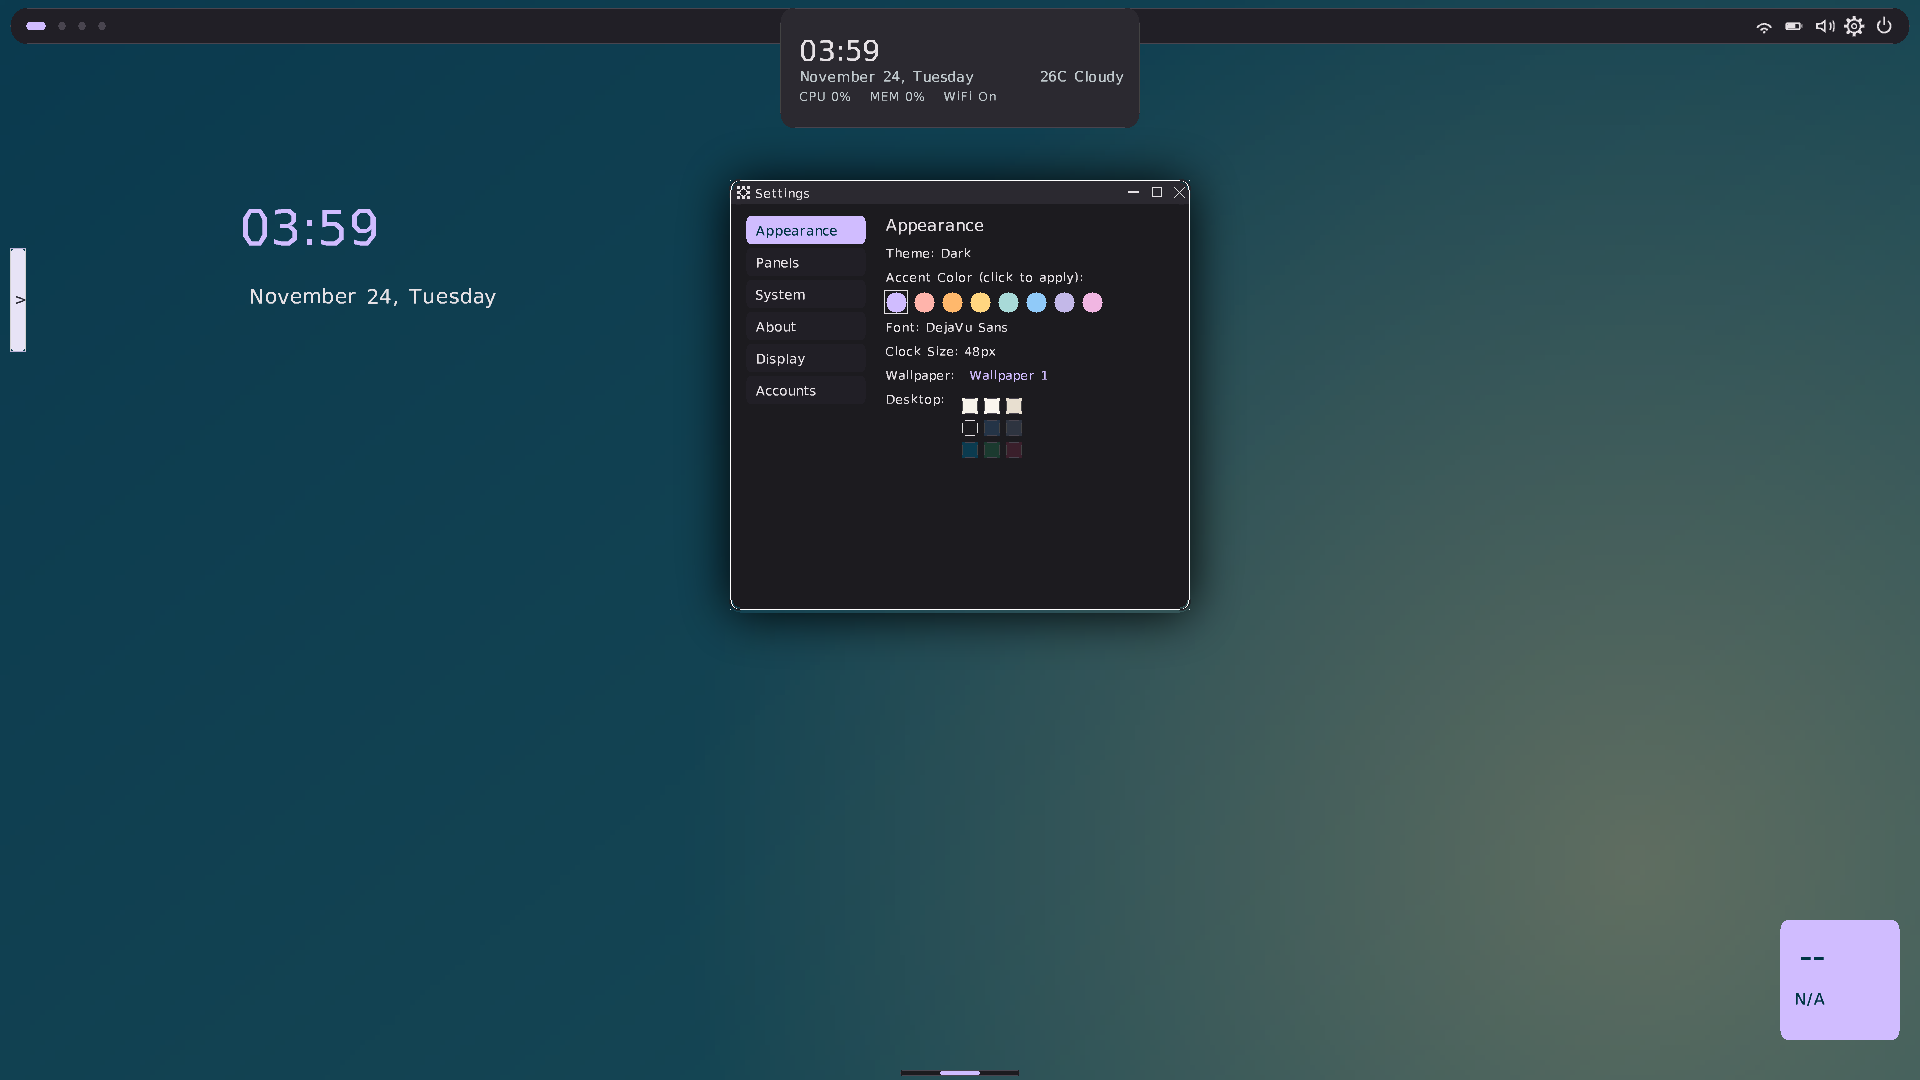 03:59
November 24, Tuesday 26C Cloudy
CPU 0% MEM 0% WiFi On
03:59
November 24, Tuesday
>
Settings
Appearance
Panels
System
About
Display
Accounts
Appearance
Theme: Dark
Accent Color (click to apply):
Font: DejaVu Sans
Clock Size: 48px
Wallpaper: Wallpaper 1
Desktop:
--
N/A